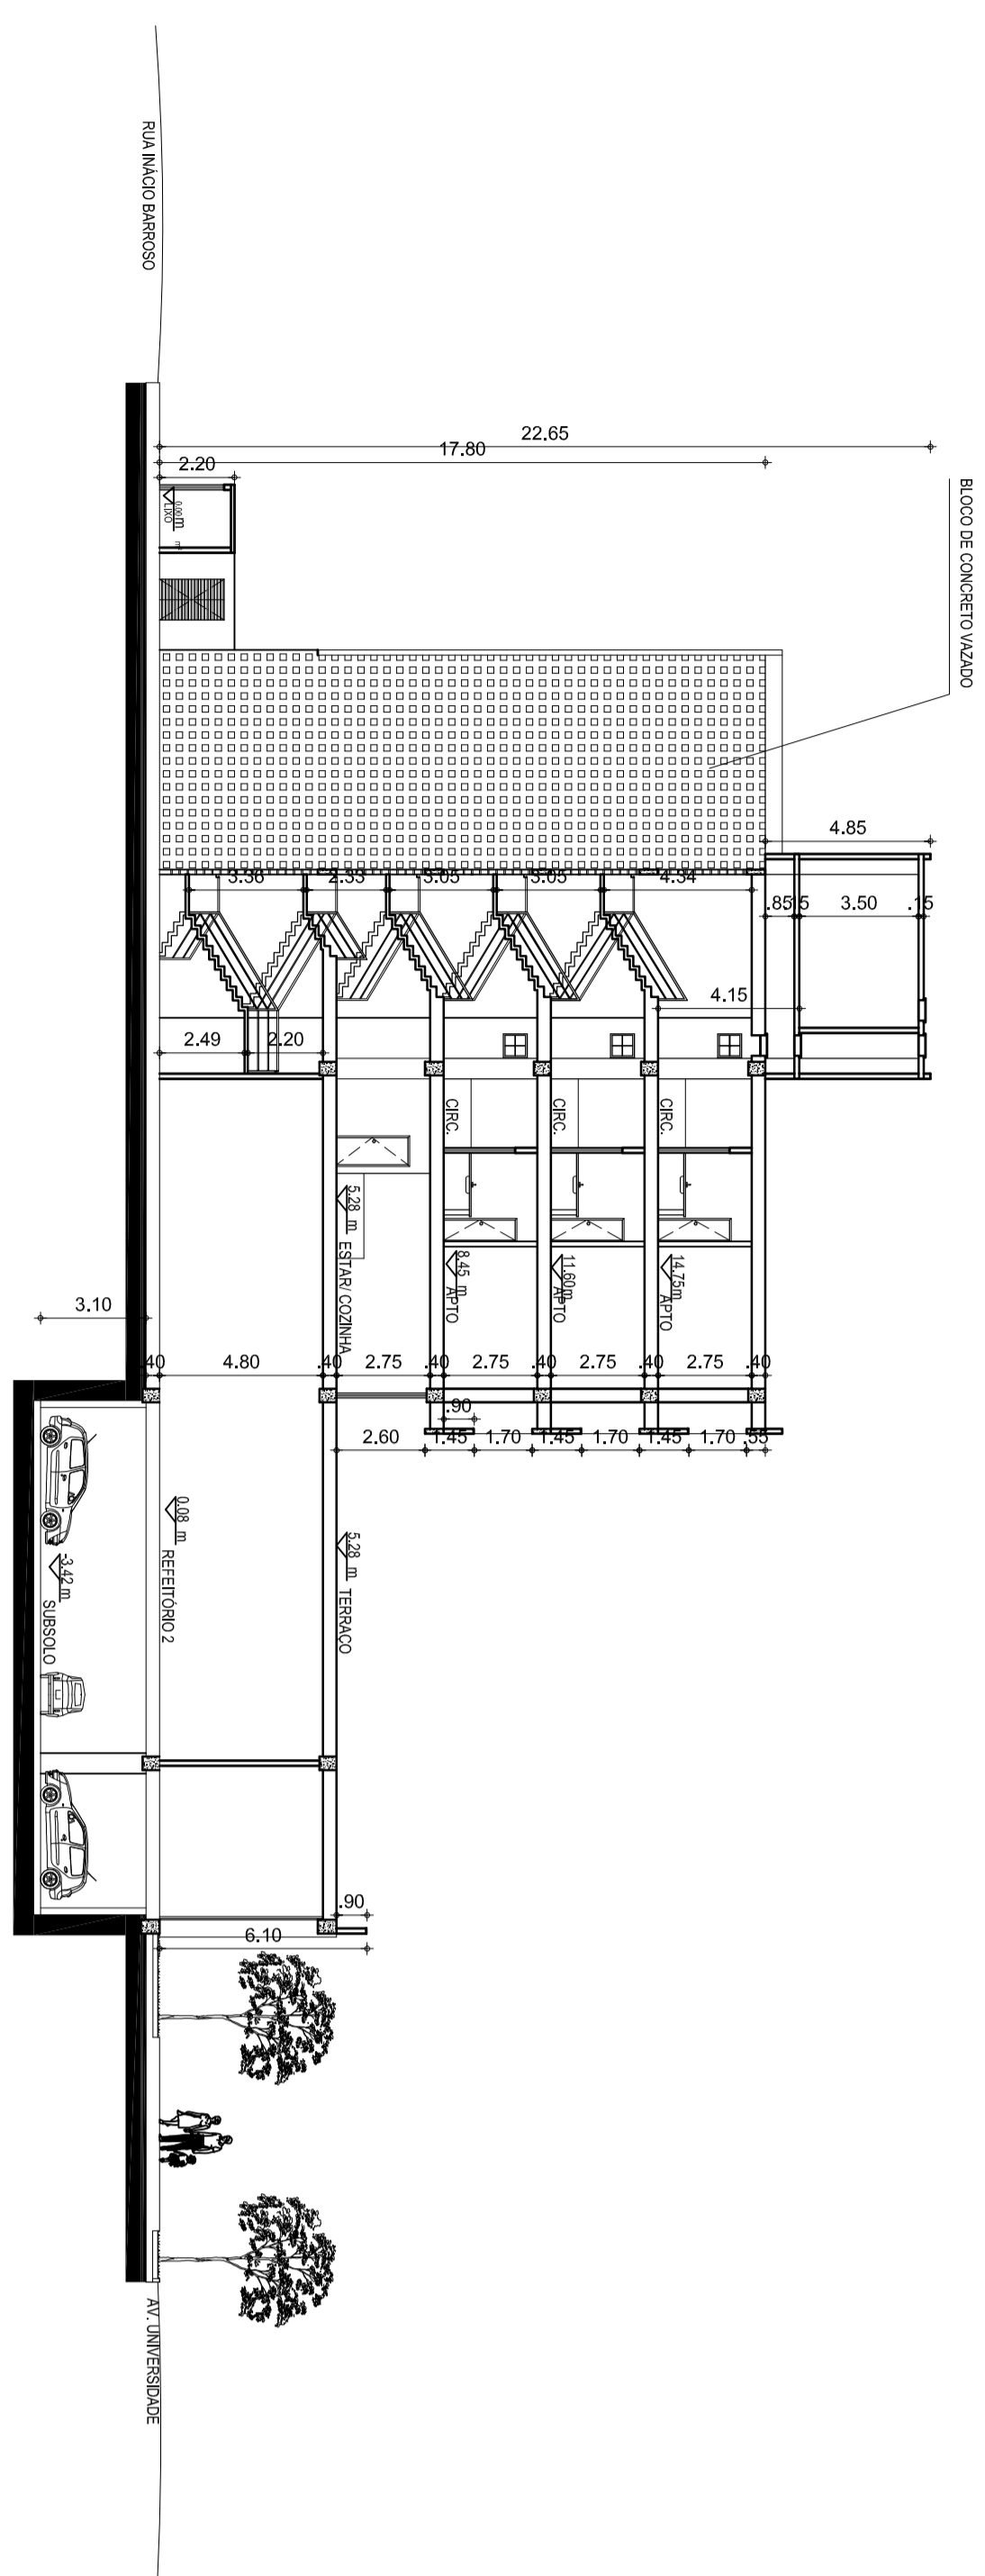 RUA INÁCIO BARROSO
BLOCO DE CONCRETO VAZADO
22.65
17.80
2.20
0.00 m
LIXO
4.85
3.36
2.33
3.05
3.05
4.34
.85
.15
3.50
.15
4.15
2.49
2.20
CIRC.
CIRC.
CIRC.
5.28 m ESTAR/ COZINHA
8.45 m APTO
11.60m APTO
14.75m APTO
3.10
.40
4.80
.40
2.75
.40
2.75
.40
2.75
.40
2.75
.40
.90
2.60
1.45
1.70
1.45
1.70
1.45
1.70
.55
0.08 m REFEITÓRIO 2
5.28 m TERRAÇO
-3.42 m SUBSOLO
.90
6.10
AV. UNIVERSIDADE